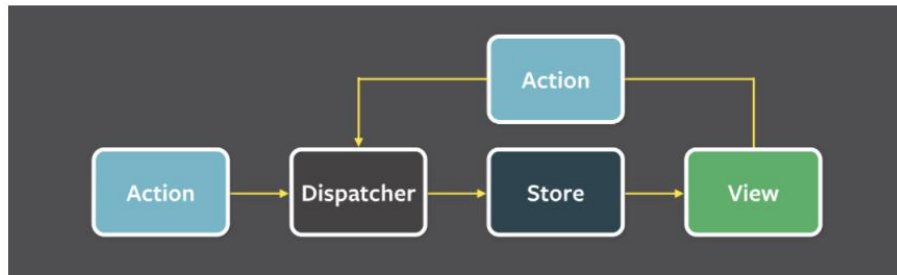 Action
Action
Dispatcher
Store
View